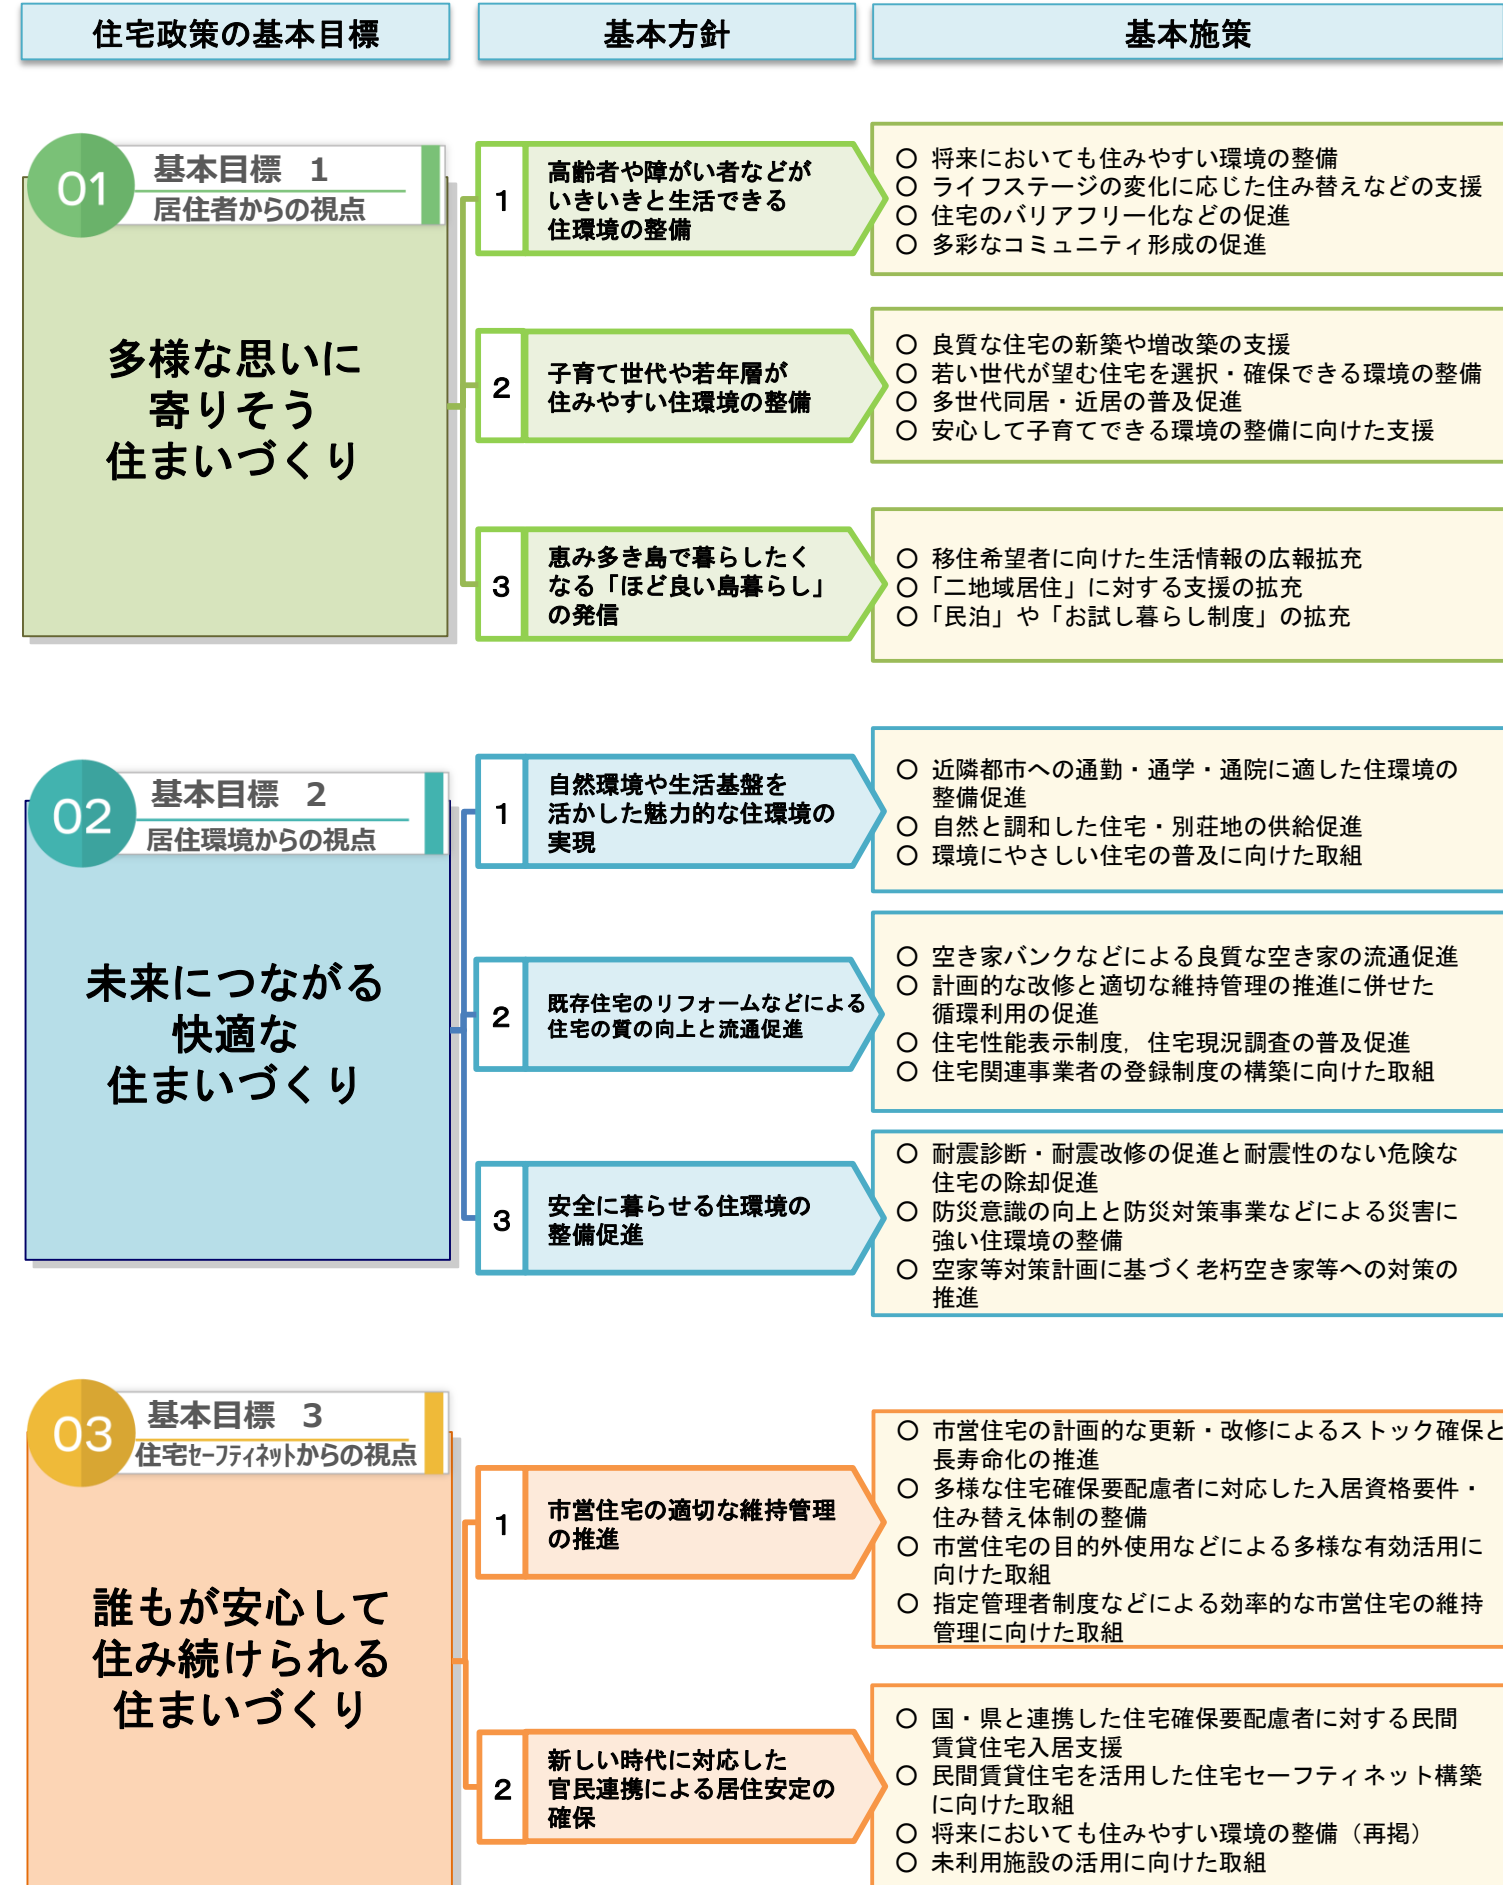 住宅政策の基本目標
基本方針
基本施策
01
基本目標 1
居住者からの視点
多様な思いに
寄りそう
住まいづくり
1
高齢者や障がい者などが
いきいきと生活できる
住環境の整備
○ 将来においても住みやすい環境の整備
○ ライフステージの変化に応じた住み替えなどの支援
○ 住宅のバリアフリー化などの促進
○ 多彩なコミュニティ形成の促進
2
子育て世代や若年層が
住みやすい住環境の整備
○ 良質な住宅の新築や増改築の支援
○ 若い世代が望む住宅を選択・確保できる環境の整備
○ 多世代同居・近居の普及促進
○ 安心して子育てできる環境の整備に向けた支援
3
恵み多き島で暮らしたく
なる「ほど良い島暮らし」
の発信
○ 移住希望者に向けた生活情報の広報拡充
○「二地域居住」に対する支援の拡充
○「民泊」や「お試し暮らし制度」の拡充
02
基本目標 2
居住環境からの視点
未来につながる
快適な
住まいづくり
1
自然環境や生活基盤を
活かした魅力的な住環境の
実現
○ 近隣都市への通勤・通学・通院に適した住環境の
整備促進
○ 自然と調和した住宅・別荘地の供給促進
○ 環境にやさしい住宅の普及に向けた取組
2
既存住宅のリフォームなどによる
住宅の質の向上と流通促進
○ 空き家バンクなどによる良質な空き家の流通促進
○ 計画的な改修と適切な維持管理の推進に併せた
循環利用の促進
○ 住宅性能表示制度，住宅現況調査の普及促進
○ 住宅関連事業者の登録制度の構築に向けた取組
3
安全に暮らせる住環境の
整備促進
○ 耐震診断・耐震改修の促進と耐震性のない危険な
住宅の除却促進
○ 防災意識の向上と防災対策事業などによる災害に
強い住環境の整備
○ 空家等対策計画に基づく老朽空き家等への対策の
推進
03
基本目標 3
住宅ｾｰﾌﾃｨﾈｯﾄからの視点
誰もが安心して
住み続けられる
住まいづくり
1
市営住宅の適切な維持管理
の推進
○ 市営住宅の計画的な更新・改修によるストック確保と
長寿命化の推進
○ 多様な住宅確保要配慮者に対応した入居資格要件・
住み替え体制の整備
○ 市営住宅の目的外使用などによる多様な有効活用に
向けた取組
○ 指定管理者制度などによる効率的な市営住宅の維持
管理に向けた取組
2
新しい時代に対応した
官民連携による居住安定の
確保
○ 国・県と連携した住宅確保要配慮者に対する民間
賃貸住宅入居支援
○ 民間賃貸住宅を活用した住宅セーフティネット構築
に向けた取組
○ 将来においても住みやすい環境の整備（再掲）
○ 未利用施設の活用に向けた取組